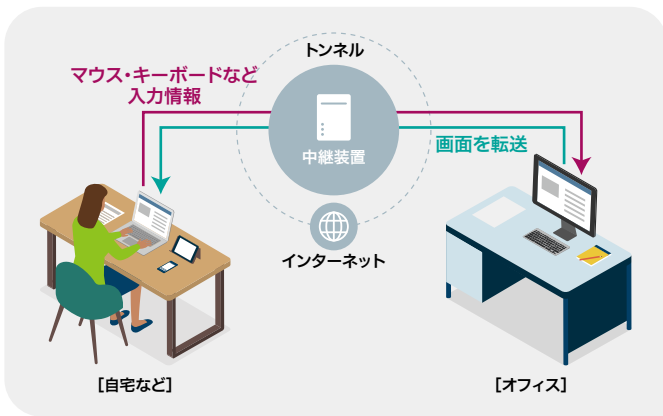 トンネル
マウス・キーボードなど
入力情報
中継装置
画面を転送
インターネット
[自宅など]
[オフィス]